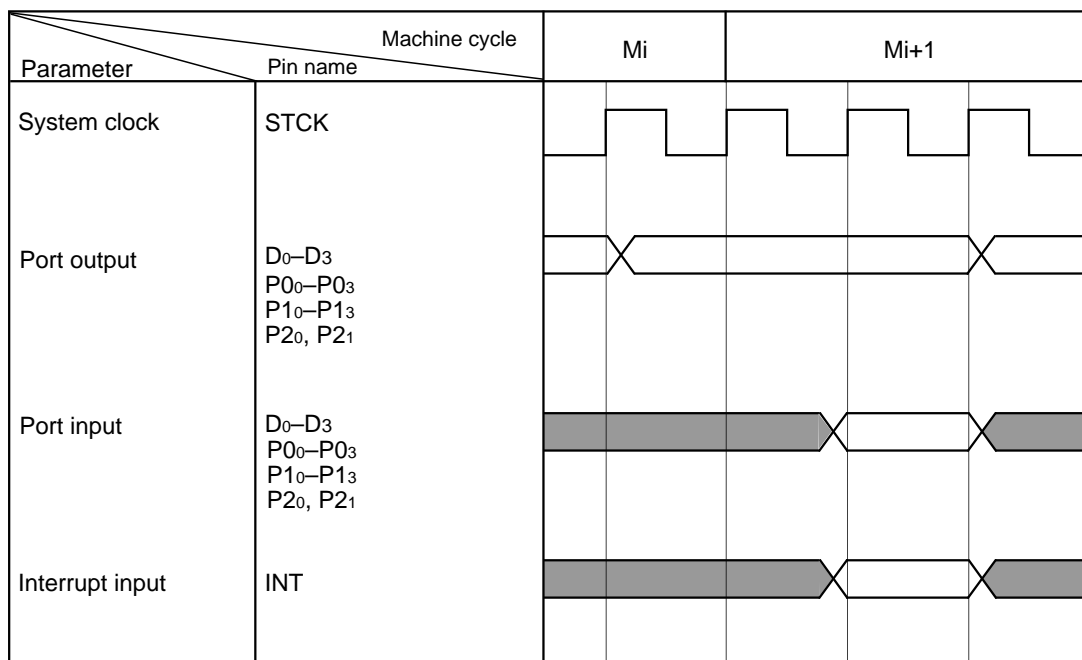 Machine cycle
Parameter
Pin name
Mi
Mi+1
System clock
STCK
Port output
D0–D3
P00–P03
P10–P13
P20, P21
Port input
D0–D3
P00–P03
P10–P13
P20, P21
Interrupt input
INT